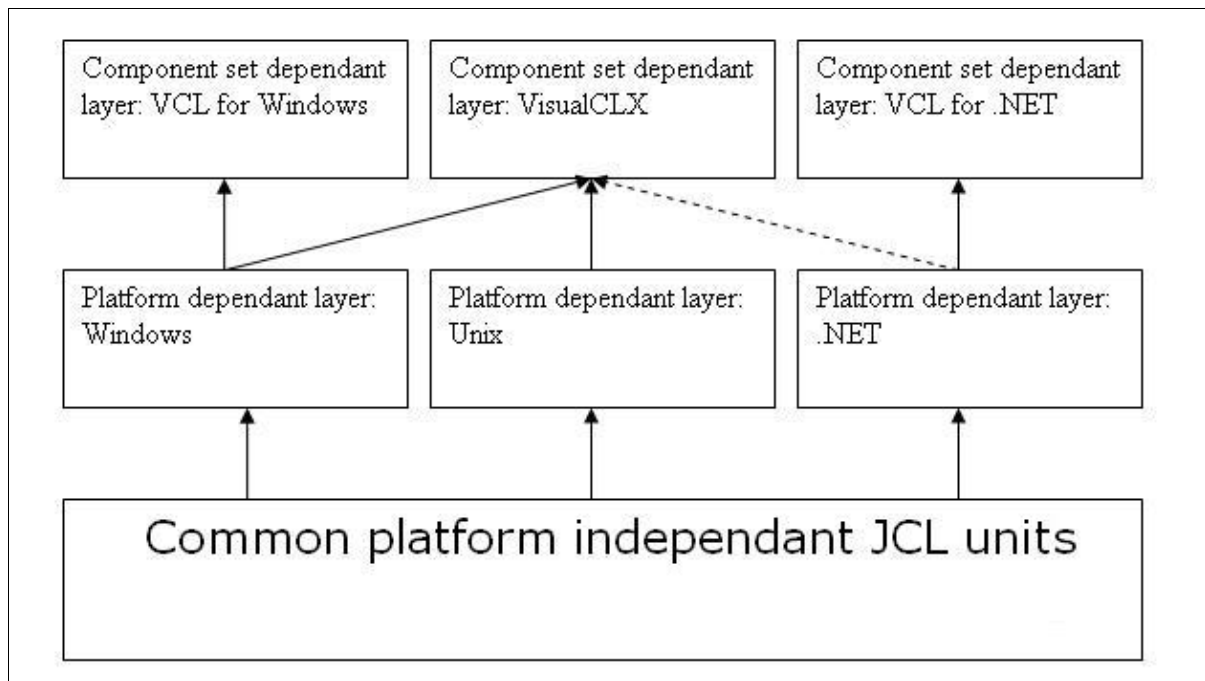 Component set dependant
layer: VCL for Windows
Component set dependant
layer: VisualCLX
Component set dependant
layer: VCL for .NET
Platform dependant layer:
Windows
Platform dependant layer:
Unix
Platform dependant layer:
.NET
Common platform independant JCL units